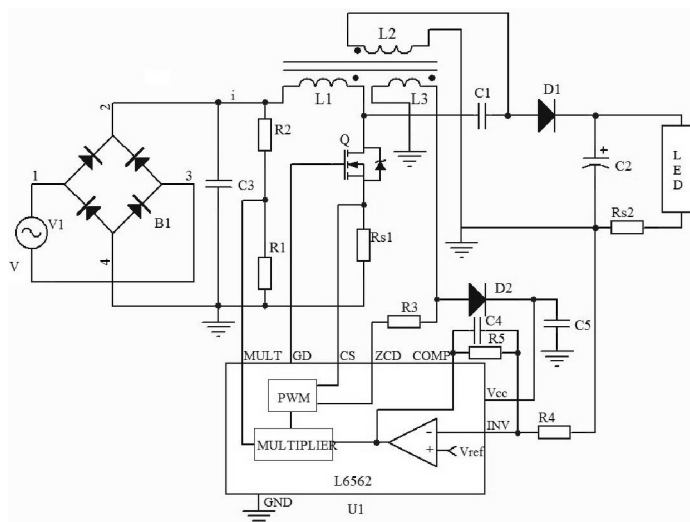 L2
L1
L3
C1
D1
2
i
R2
Q
C3
C2
+
LED
1
3
V1
B1
V
4
R1
Rs1
Rs2
R3
D2
C4
R5
C5
MULT
GD
CS
ZCD
COMP
Vcc
PWM
INV
R4
MULTIPLIER
-
+
Vref
L6562
GND
U1